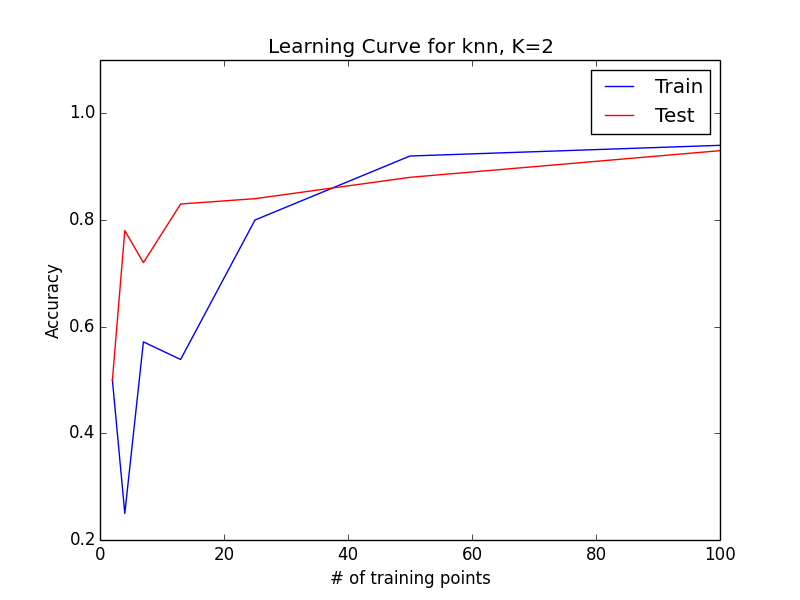 Learning Curve for knn, K=2
Train
Test
1.0
0.8
0.6
0.4
0.2
Accuracy
0 20 40 60 80 100
# of training points